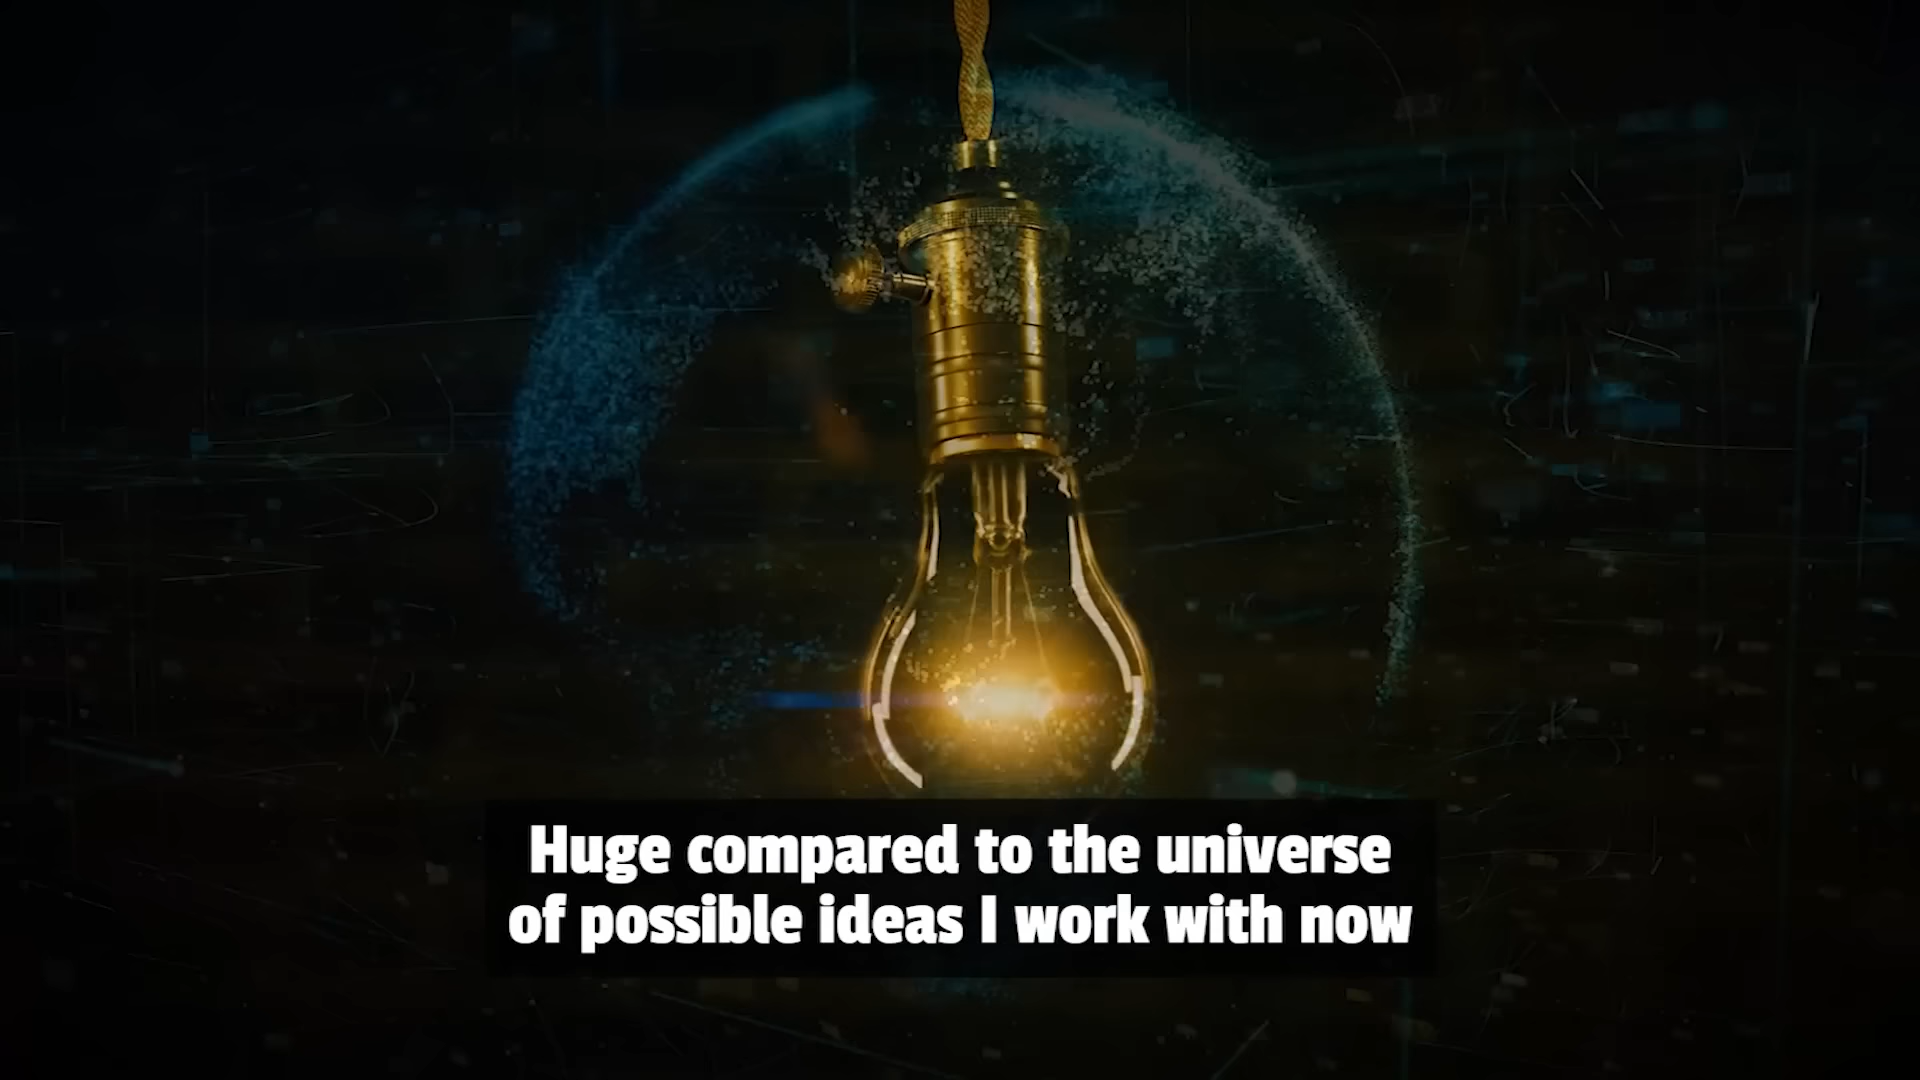 Huge compared to the universe
of possible ideas I work with now